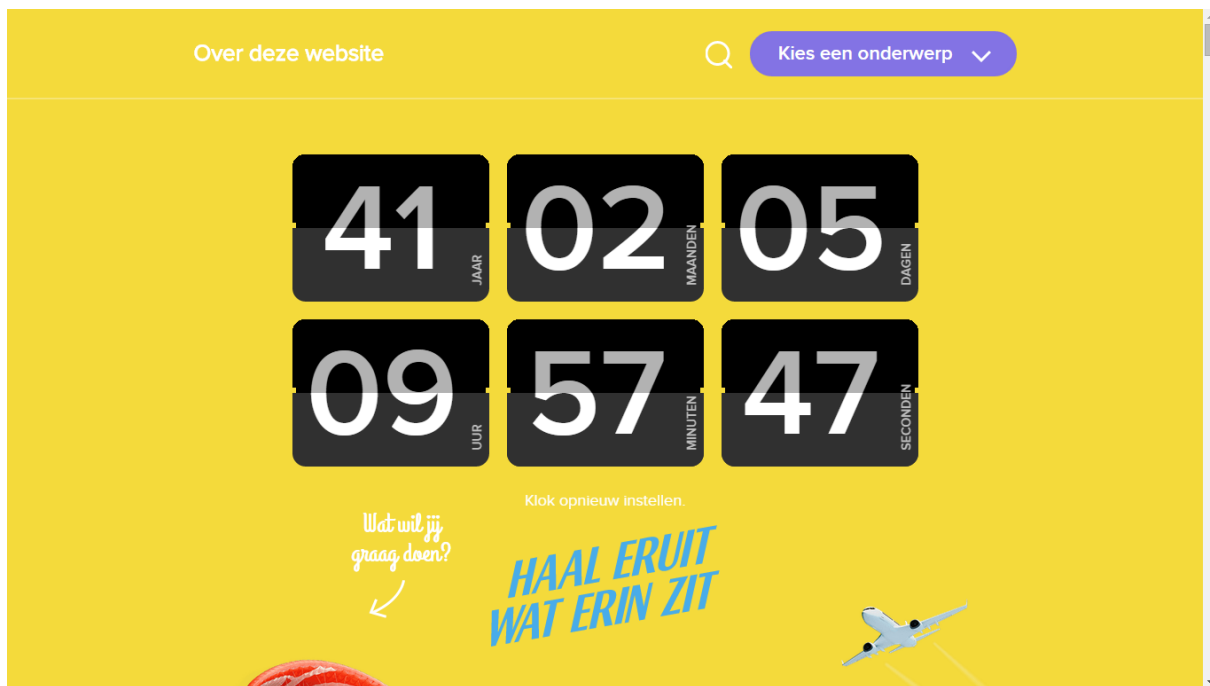 Over deze website
Kies een onderwerp
41 JAAR
02 MAANDEN
05 DAGEN
09 UUR
57 MINUTEN
47 SECONDEN
Klok opnieuw instellen.
Wat wil jij
graag doen?
HAAL ERUIT
WAT ERIN ZIT